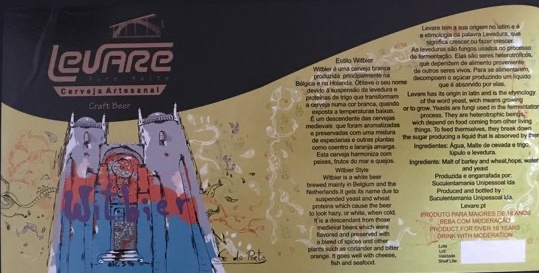 Levare
Puro Malte
Cerveja Artesanal
Craft Beer
Witbier
do Porto
Estilo Witbier
Witbier é uma cerveja branca
produzida principalmente na
Bélgica e na Holanda. Obteve o seu nome
devido à suspensão da levedura e
proteínas de trigo que transformam
a cerveja numa cor branca, quando
exposta a temperaturas baixas.
É um descendente das cervejas
medievais que foram aromatizadas
e preservadas com uma mistura
de especiarias e outras plantas
como coentro e laranja amarga.
Esta cerveja harmoniza com
peixes, frutos do mar e queijos.
Witbier Style
Witbier is a white beer
brewed mainly in Belgium and the
Netherlands.It gets its name due to
suspended yeast and wheat
proteins which cause the beer
to look hazy, or white, when cold.
It is a descendant from those
medieval beers which were
flavored and preserved with
a blend of spices and other
plants such as coriander and bitter
orange. It goes well with cheese,
fish and seafood.
Levare tem a sua origem no latim e é
a etimologia da palavra Levedura, que
significa crescer ou fazer crescer.
As leveduras são fungos usados no processo
de fermentação. Elas são seres heterotróficos,
que dependem de alimento proveniente
de outros seres vivos. Para se alimentarem,
decompoem o açúcar produzindo um líquido
que é absorvido por elas.
Levare has its origin in latin and is the etymology
of the word yeast, wich means growing
or to grow. Yeasts are fungi used in the fermentation
process. They are heterotrophic beings,
wich depend on food coming from other living
things. To feed themselves, they break down
the sugar producing a liquid that is absorved by them
Ingredientes: Água, Malte de cevada e trigo,
lúpulo e levedura.
Ingredients: Malt of barley and wheat,hops, water
and yeast
Produzida e engarrafada por:
Suculentamania Unipessoal lda
Produced and bottled by
Suculentamania Unipessoal lda
Levare.pt
PRODUTO PARA MAIORES DE 18 ANOS
BEBA COM MODERAÇÃO
PRODUCT FOR OVER 18 YEARS
DRINK WITH MODERATION
Lote
Lot/
Validade
Shelf Life: